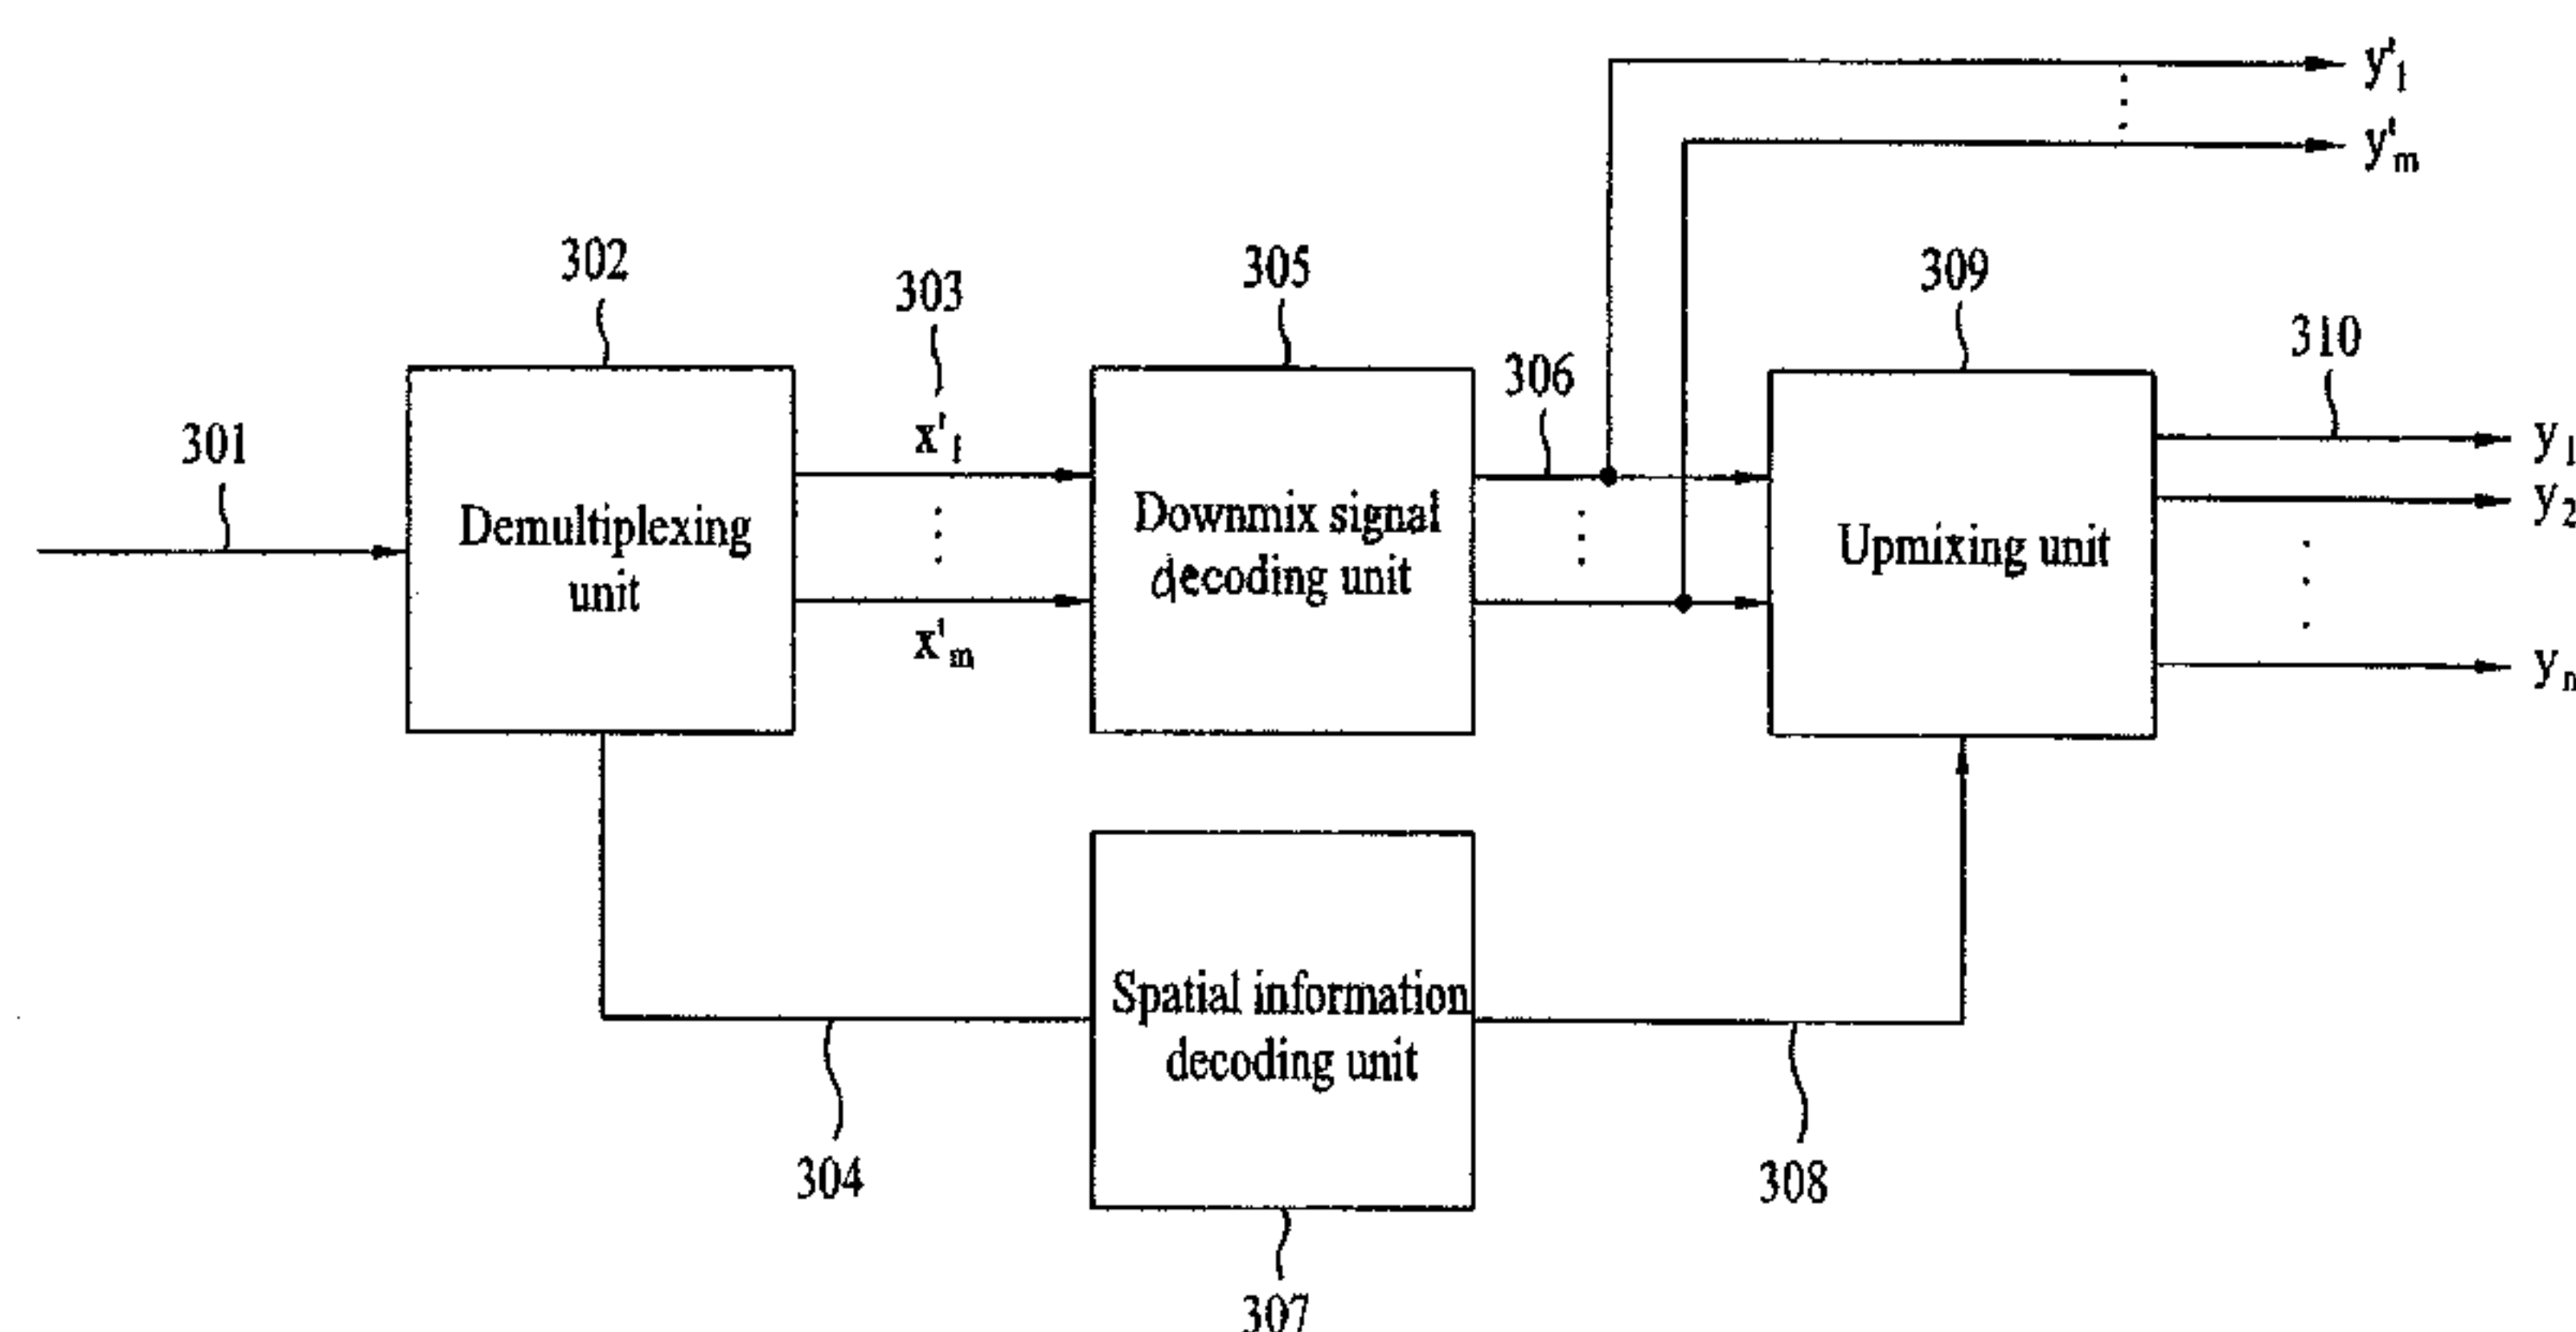 y'1
y'm
302
303
305
306
309
310
301
x'1
x'm
Demultiplexing
unit
Downmix signal
decoding unit
Upmixing unit
y1
y2
yn
Spatial information
decoding unit
304
308
307